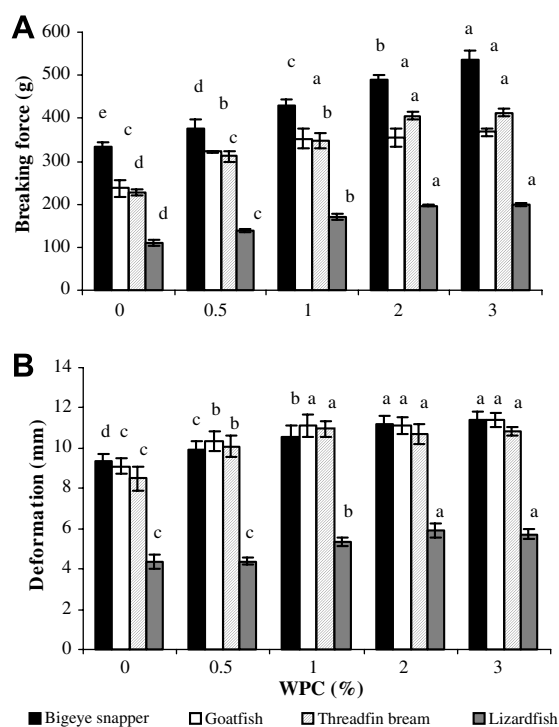 A
Breaking force (g)
600
500
400
300
200
100
0
e
c
d
d
d
b
c
c
c
a
b
b
b
a
a
a
a
a
a
a
0
0.5
1
2
3
B
Deformation (mm)
14
12
10
8
6
4
2
0
d c c c
c b b c
b a a b
a a a a
a a a a
0
0.5
1
2
3
WPC (%)
Bigeye snapper Goatfish Threadfin bream Lizardfish